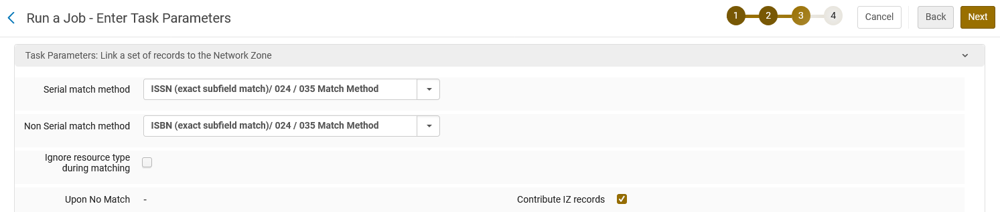 Run a Job - Enter Task Parameters
1 2 3 4
Cancel
Back
Next
Task Parameters: Link a set of records to the Network Zone
Serial match method
ISSN (exact subfield match)/ 024 / 035 Match Method
Non Serial match method
ISBN (exact subfield match)/ 024 / 035 Match Method
Ignore resource type
during matching
Upon No Match
-
Contribute IZ records